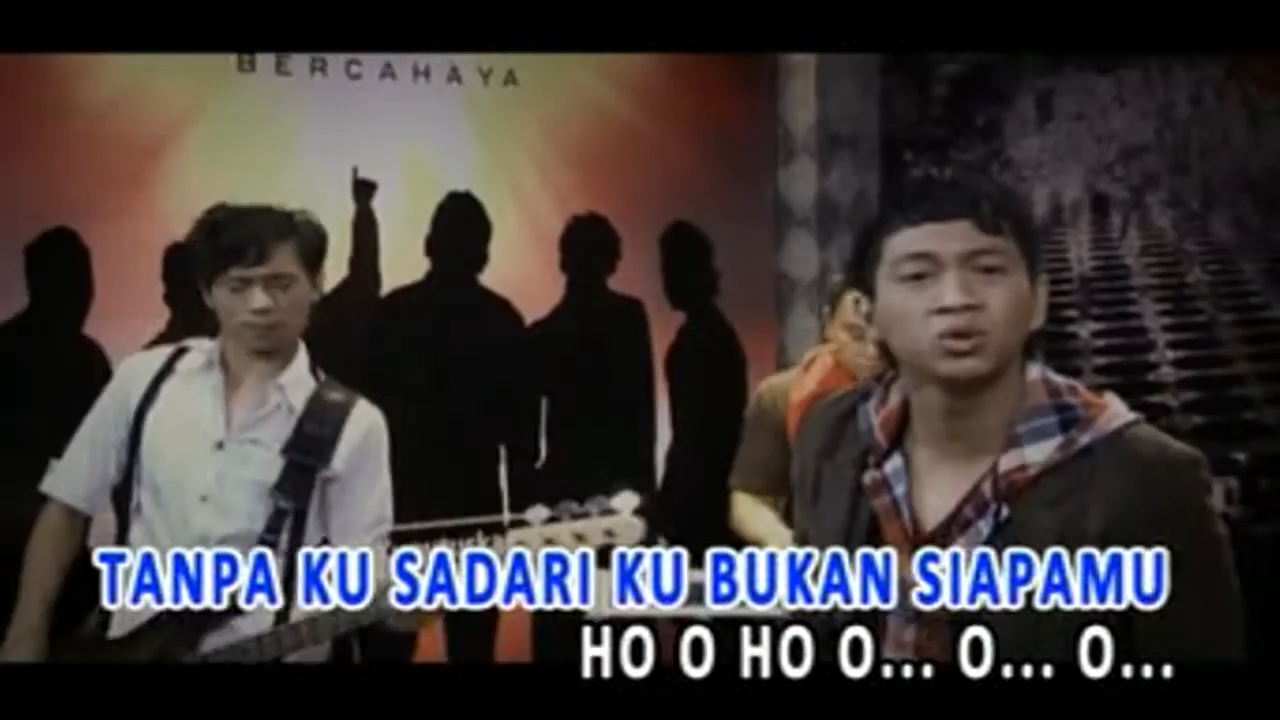 BERCAHAYA
TANPA KU SADARI KU BUKAN SIAPAMU
HO O HO O... O... O...